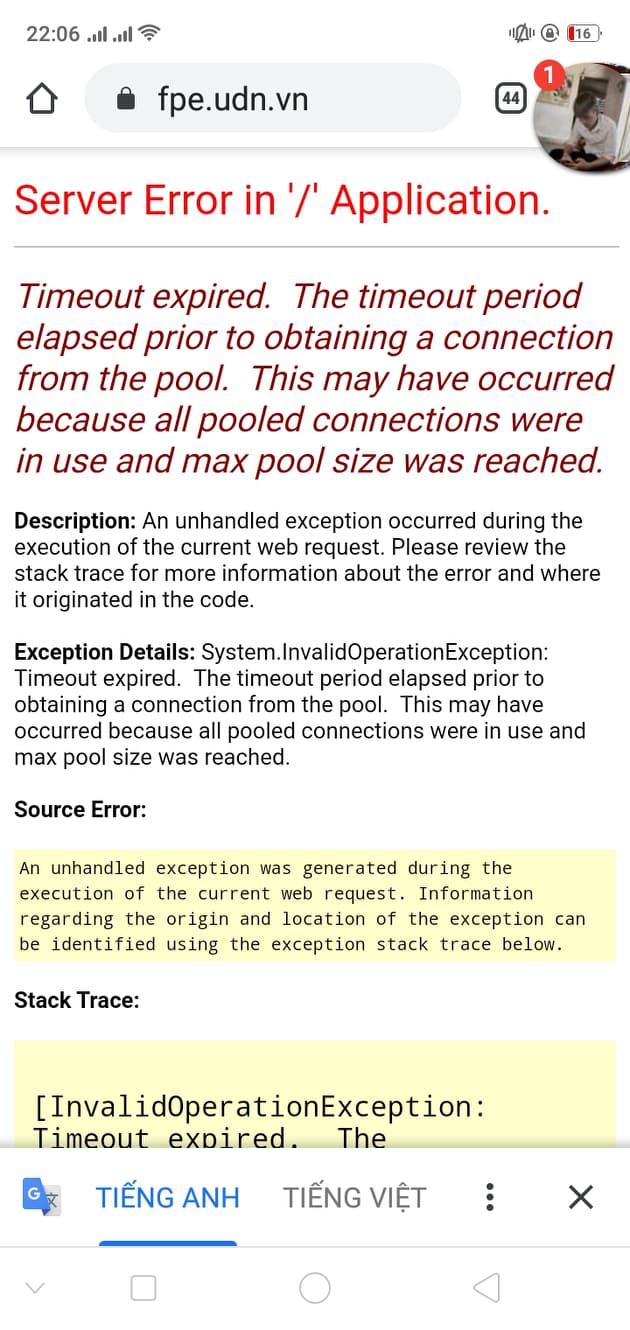 22:06
16
fpe.udn.vn
44
1
Server Error in '/' Application.
Timeout expired.  The timeout period
elapsed prior to obtaining a connection
from the pool.  This may have occurred
because all pooled connections were
in use and max pool size was reached.
Description: An unhandled exception occurred during the
execution of the current web request. Please review the
stack trace for more information about the error and where
it originated in the code.
Exception Details: System.InvalidOperationException:
Timeout expired.  The timeout period elapsed prior to
obtaining a connection from the pool.  This may have
occurred because all pooled connections were in use and
max pool size was reached.
Source Error:
An unhandled exception was generated during the
execution of the current web request. Information
regarding the origin and location of the exception can
be identified using the exception stack trace below.
Stack Trace:
[InvalidOperationException:
Timeout expired.  The
G 文
TIẾNG ANH
TIẾNG VIỆT